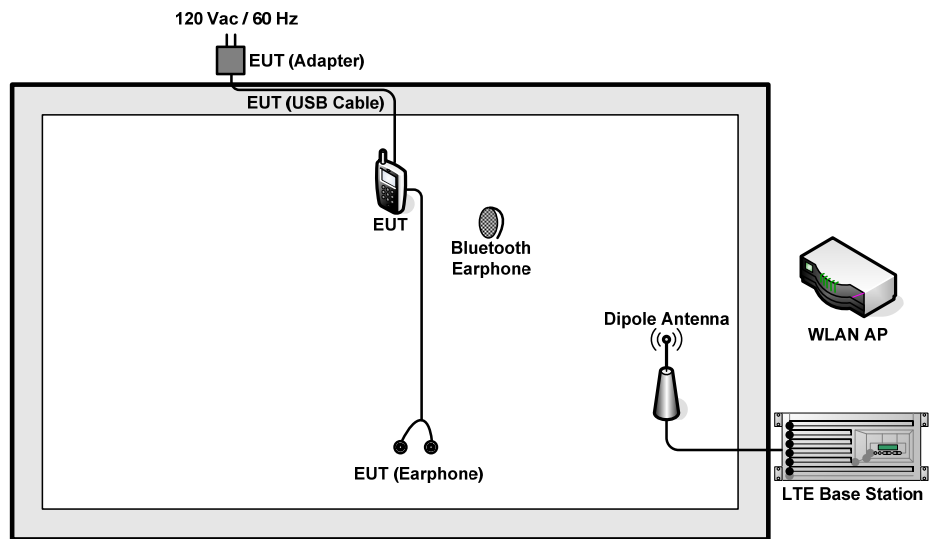 120 Vac / 60 Hz
EUT (Adapter)
EUT (USB Cable)
EUT
Bluetooth
Earphone
Dipole Antenna
WLAN AP
EUT (Earphone)
LTE Base Station